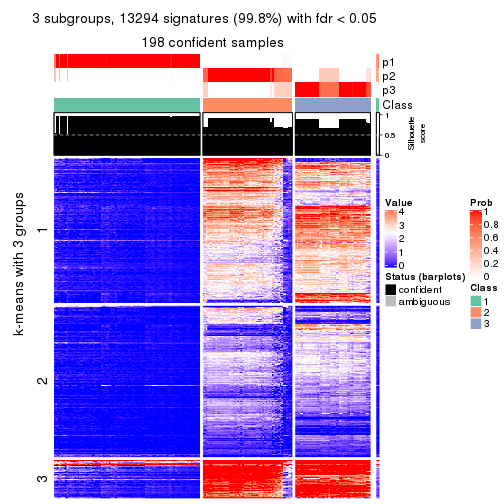 3 subgroups, 13294 signatures (99.8%) with fdr < 0.05
198 confident samples
p1
p2
p3
Class
1
0.5
0
Silhouette
score
k-means with 3 groups
1
2
3
Value
4
3
2
1
0
Status (barplots)
confident
ambiguous
Prob
1
0.8
0.6
0.4
0.2
0
Class
1
2
3